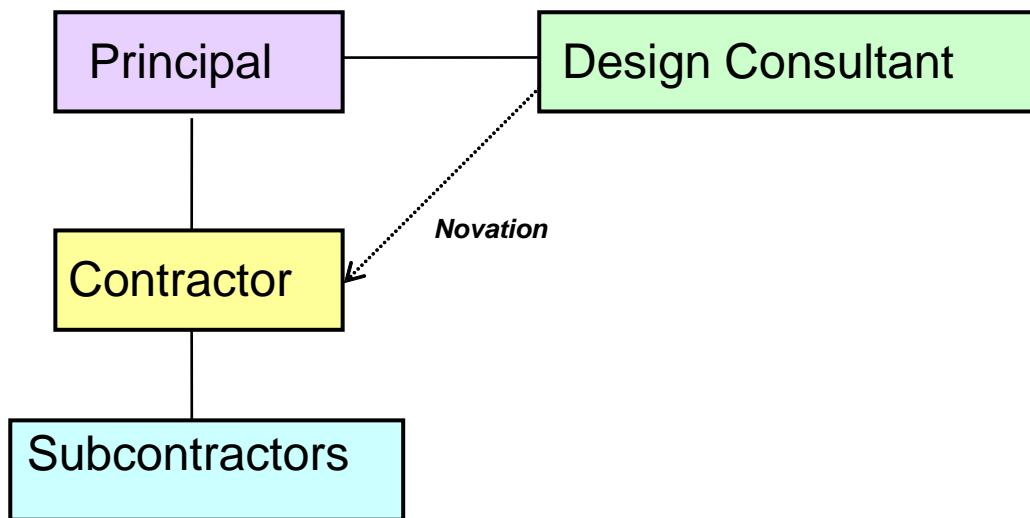 Principal
Design Consultant
Novation
Contractor
Subcontractors